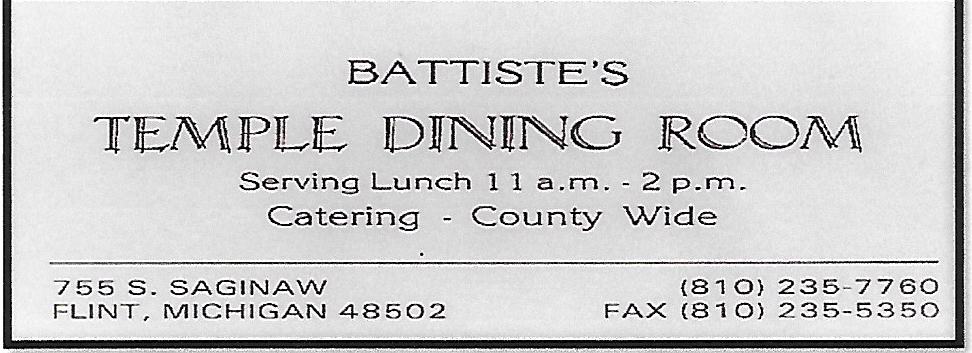 BATTISTE'S
TEMPLE DINING ROOM
Serving Lunch 11 a.m. - 2 p.m.
Catering - County Wide
755 S. SAGINAW
FLINT, MICHIGAN 48502
(810) 235-7760
FAX (810) 235-5350